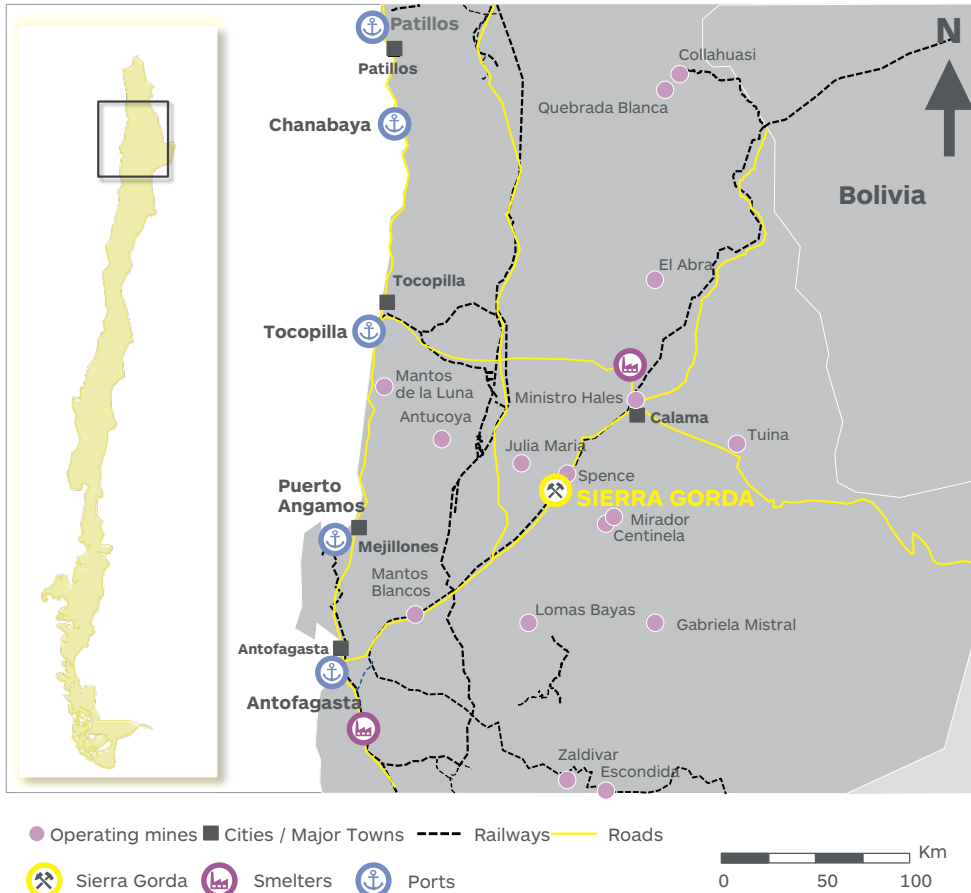 Patillos
N
Patillos
Collahuasi
Quebrada Blanca
Chanabaya
Bolivia
El Abra
Tocopilla
Tocopilla
Mantos
de la Luna
Ministro Hales
Antucoya
Calama
Julia Maria
Tuina
Spence
SIERRA GORDA
Puerto
Angamos
Mirador
Centinela
Mejillones
Mantos
Blancos
Lomas Bayas
Gabriela Mistral
Antofagasta
Antofagasta
Zaldivar
Escondida
Operating mines Cities / Major Towns Railways Roads
Km
Sierra Gorda Smelters Ports
0 50 100